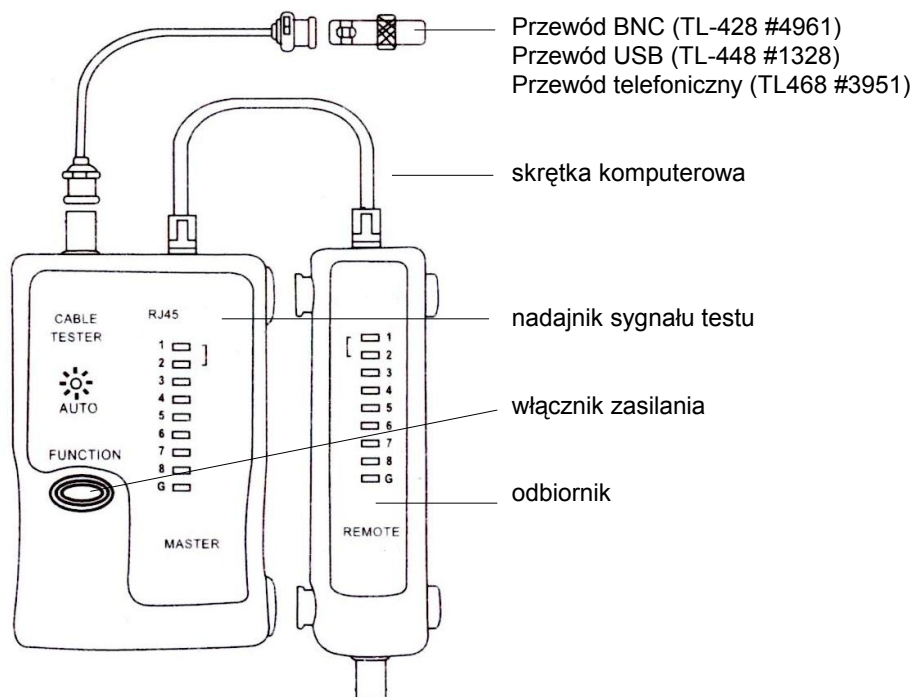 Przewód BNC (TL-428 #4961)
Przewód USB (TL-448 #1328)
Przewód telefoniczny (TL468 #3951)
skrętka komputerowa
nadajnik sygnału testu
włącznik zasilania
odbiornik
CABLE
TESTER
AUTO
FUNCTION
RJ45
1
2
3
4
5
6
7
8
G
MASTER
1
2
3
4
5
6
7
8
G
REMOTE